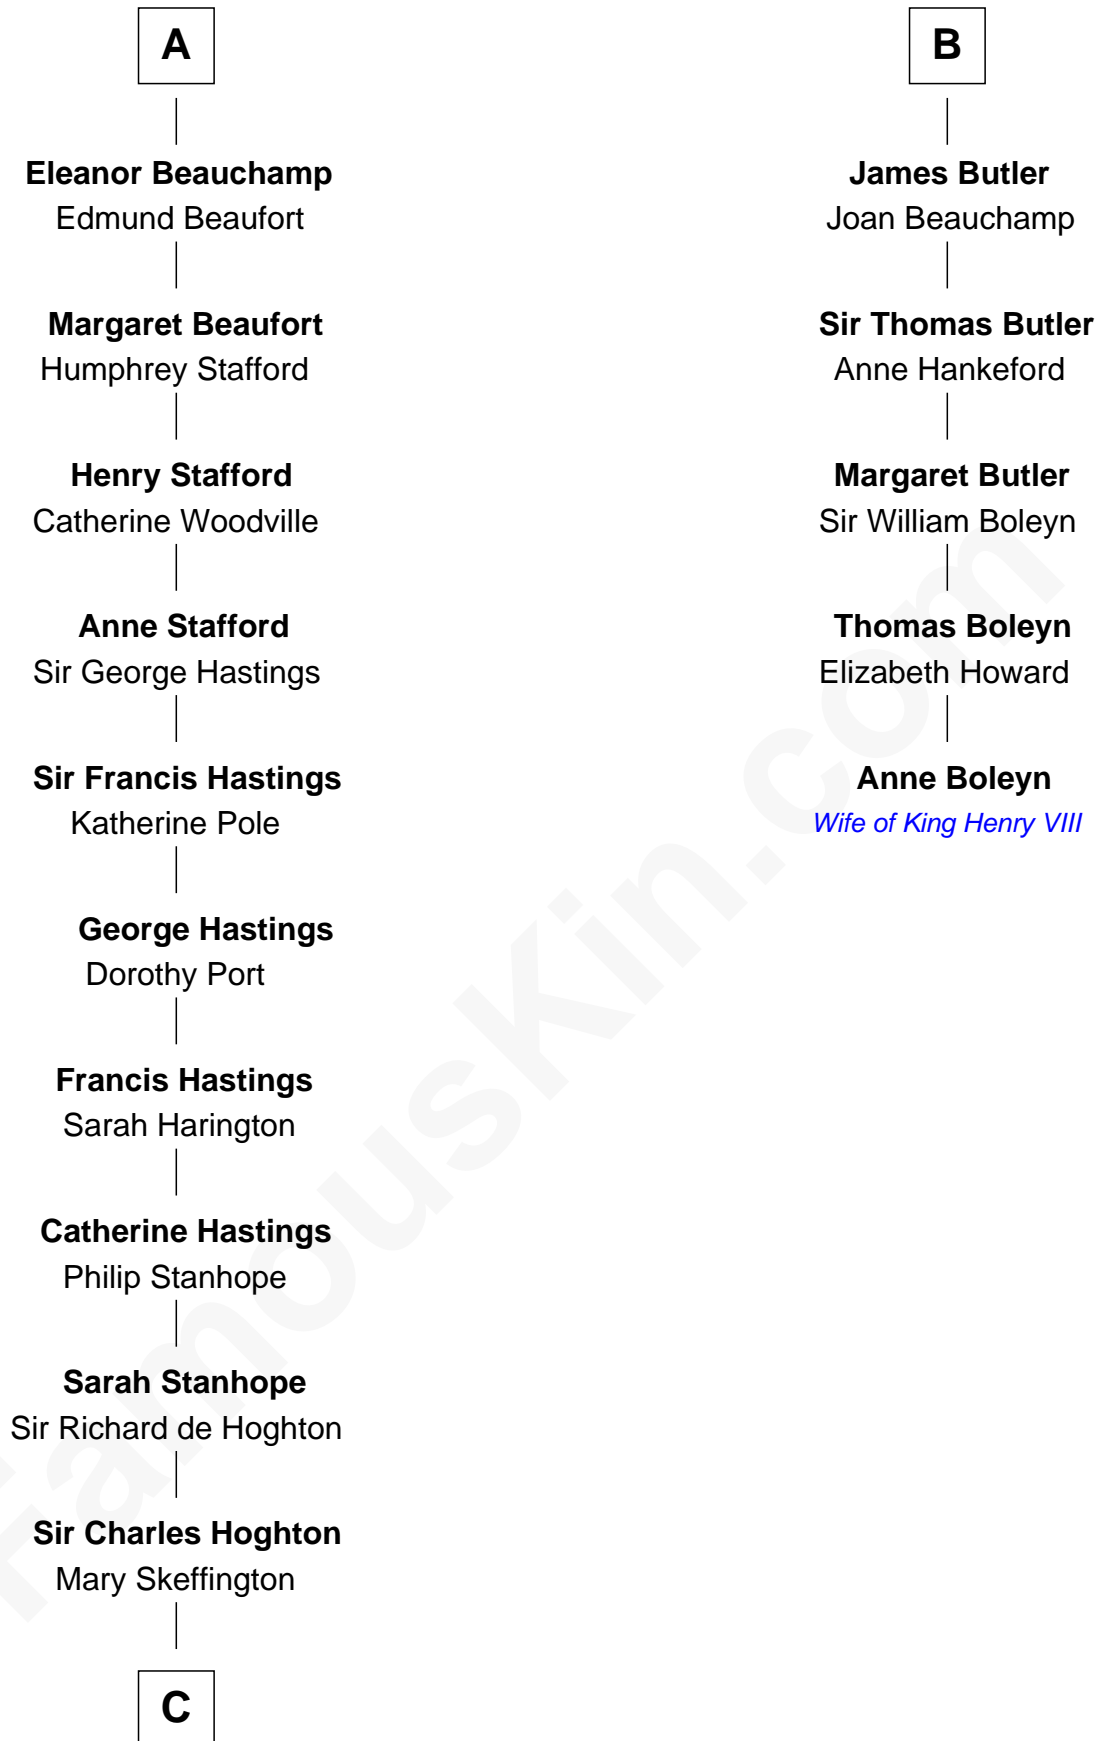 A
Eleanor Beauchamp
Edmund Beaufort
Margaret Beaufort
Humphrey Stafford
Henry Stafford
Catherine Woodville
Anne Stafford
Sir George Hastings
Sir Francis Hastings
Katherine Pole
George Hastings
Dorothy Port
Francis Hastings
Sarah Harington
Catherine Hastings
Philip Stanhope
Sarah Stanhope
Sir Richard de Hoghton
Sir Charles Hoghton
Mary Skeffington
C
B
James Butler
Joan Beauchamp
Sir Thomas Butler
Anne Hankeford
Margaret Butler
Sir William Boleyn
Thomas Boleyn
Elizabeth Howard
Anne Boleyn
Wife of King Henry VIII
FamousKin.com